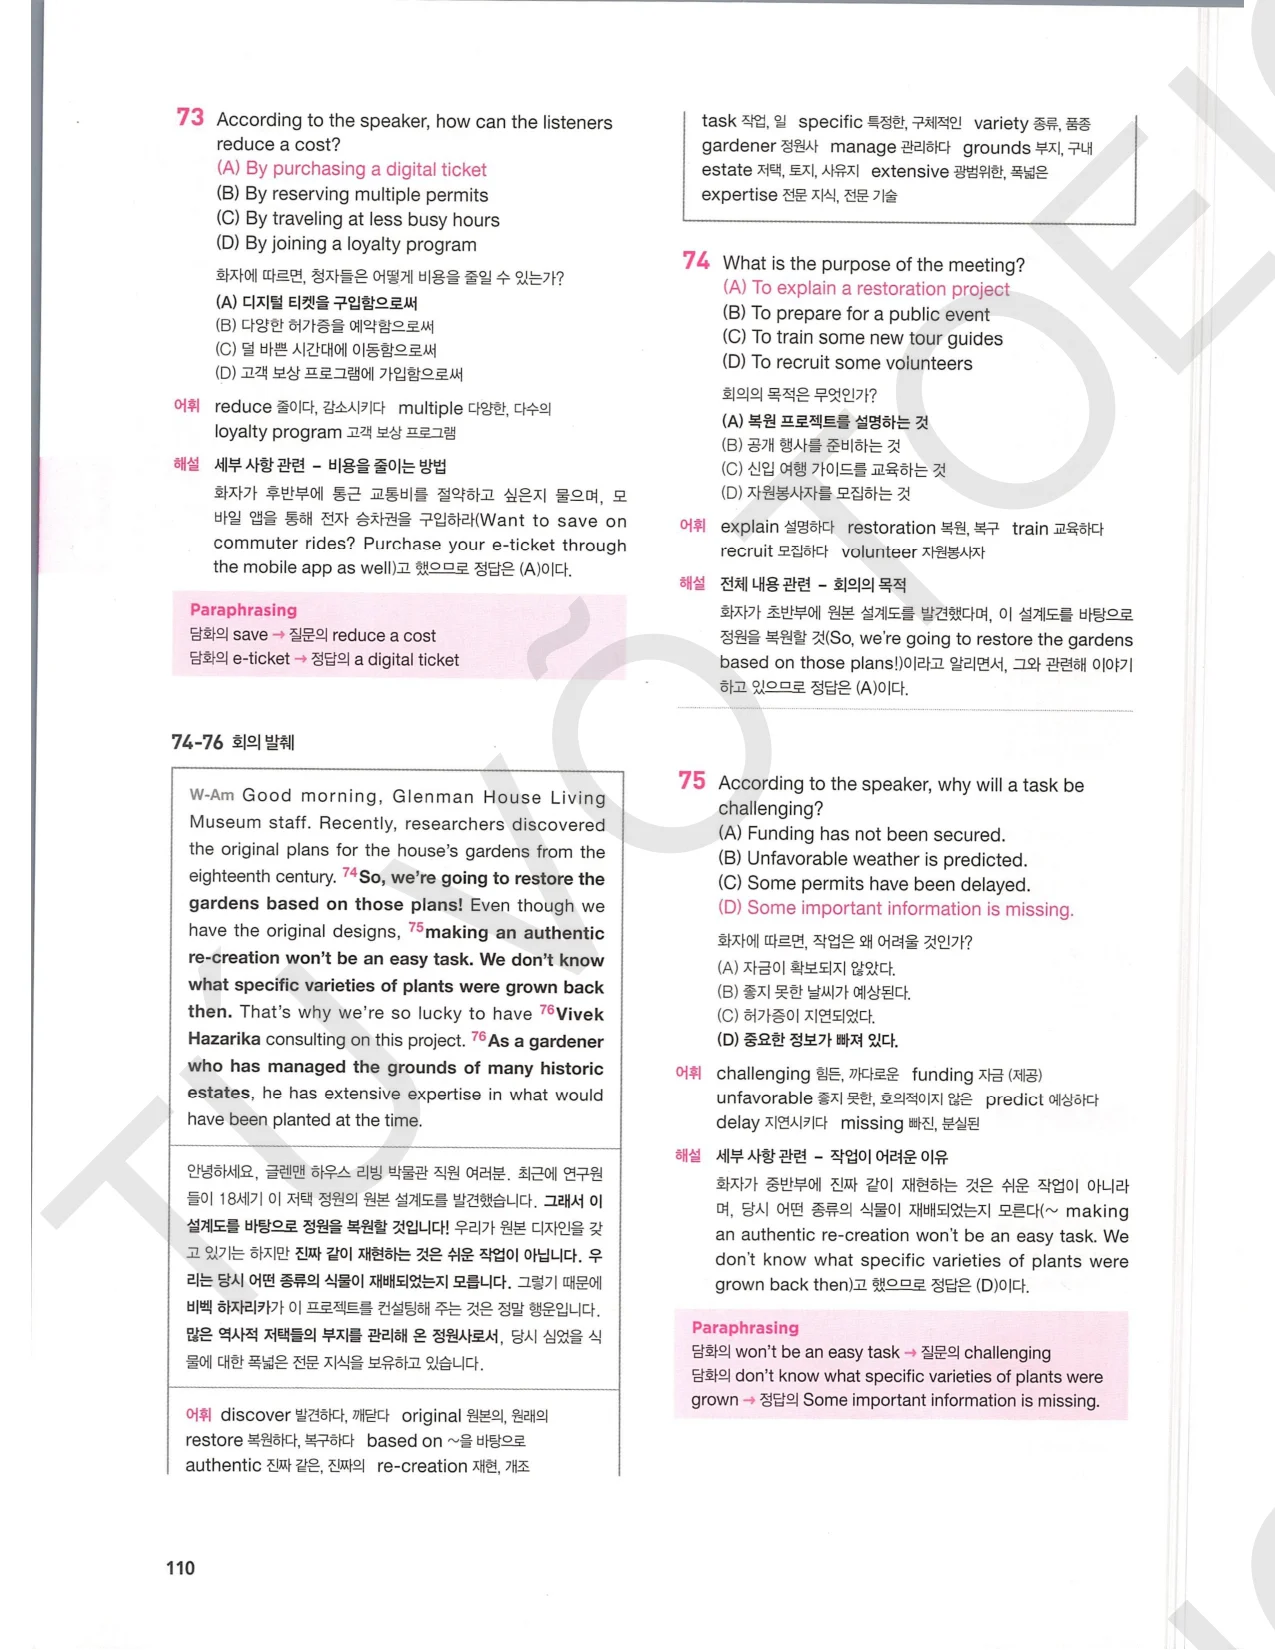 73 According to the speaker, how can the listeners
reduce a cost?
(A) By purchasing a digital ticket
(B) By reserving multiple permits
(C) By traveling at less busy hours
(D) By joining a loyalty program
화자에 따르면, 청자들은 어떻게 비용을 줄일 수 있는가?
(A) 디지털 티켓을 구입함으로써
(B) 다양한 허가증을 예약함으로써
(C) 덜 바쁜 시간대에 이동함으로써
(D) 고객 보상 프로그램에 가입함으로써
어휘 reduce 줄이다, 감소시키다 multiple 다양한, 다수의
loyalty program 고객 보상 프로그램
해설 세부 사항 관련 – 비용을 줄이는 방법
화자가 후반부에 통근 교통비를 절약하고 싶은지 물으며, 모
바일 앱을 통해 전자 승차권을 구입하라(Want to save on
commuter rides? Purchase your e-ticket through
the mobile app as well)고 했으므로 정답은 (A)이다.
Paraphrasing
담화의 save → 질문의 reduce a cost
담화의 e-ticket → 정답의 a digital ticket
74-76 회의 발췌
W-Am Good morning, Glenman House Living
Museum staff. Recently, researchers discovered
the original plans for the house's gardens from the
eighteenth century. 74 So, we're going to restore the
gardens based on those plans! Even though we
have the original designs, 75 making an authentic
re-creation won't be an easy task. We don't know
what specific varieties of plants were grown back
then. That's why we're so lucky to have 76 Vivek
Hazarika consulting on this project. 76 As a gardener
who has managed the grounds of many historic
estates, he has extensive expertise in what would
have been planted at the time.
안녕하세요, 글렌맨 하우스 리빙 박물관 직원 여러분. 최근에 연구원
들이 18세기 이 저택 정원의 원본 설계도를 발견했습니다. 그래서 이
설계도를 바탕으로 정원을 복원할 것입니다! 우리가 원본 디자인을 갖
고 있기는 하지만 진짜 같이 재현하는 것은 쉬운 작업이 아닙니다. 우
리는 당시 어떤 종류의 식물이 재배되었는지 모릅니다. 그렇기 때문에
비벡 하자리카가 이 프로젝트를 컨설팅해 주는 것은 정말 행운입니다.
많은 역사적 저택들의 부지를 관리해 온 정원사로서, 당시 심었을 식
물에 대한 폭넓은 전문 지식을 보유하고 있습니다.
어휘 discover 발견하다, 깨닫다 original 원본의, 원래의
restore 복원하다, 복구하다 based on ~을 바탕으로
authentic 진짜 같은, 진짜의 re-creation 재현, 개조
task 작업, 일 specific 특정한, 구체적인 variety 종류, 품종
gardener 정원사 manage 관리하다 grounds 부지, 구내
estate 저택, 토지, 사유지 extensive 광범위한, 폭넓은
expertise 전문 지식, 전문 기술
74 What is the purpose of the meeting?
(A) To explain a restoration project
(B) To prepare for a public event
(C) To train some new tour guides
(D) To recruit some volunteers
회의의 목적은 무엇인가?
(A) 복원 프로젝트를 설명하는 것
(B) 공개 행사를 준비하는 것
(C) 신입 여행 가이드를 교육하는 것
(D) 자원봉사자를 모집하는 것
어휘 explain 설명하다 restoration 복원, 복구 train 교육하다
recruit 모집하다 volunteer 자원봉사자
해설 전체 내용 관련 – 회의의 목적
화자가 초반부에 원본 설계도를 발견했다며, 이 설계도를 바탕으로
정원을 복원할 것(So, we're going to restore the gardens
based on those plans!)이라고 알리면서, 그와 관련해 이야기
하고 있으므로 정답은 (A)이다.
75 According to the speaker, why will a task be
challenging?
(A) Funding has not been secured.
(B) Unfavorable weather is predicted.
(C) Some permits have been delayed.
(D) Some important information is missing.
화자에 따르면, 작업은 왜 어려울 것인가?
(A) 자금이 확보되지 않았다.
(B) 좋지 못한 날씨가 예상된다.
(C) 허가증이 지연되었다.
(D) 중요한 정보가 빠져 있다.
어휘 challenging 힘든, 까다로운 funding 자금 (제공)
unfavorable 좋지 못한, 호의적이지 않은 predict 예상하다
delay 지연시키다 missing 빠진, 분실된
해설 세부 사항 관련 – 작업이 어려운 이유
화자가 중반부에 진짜 같이 재현하는 것은 쉬운 작업이 아니라
며, 당시 어떤 종류의 식물이 재배되었는지 모른다(~ making
an authentic re-creation won't be an easy task. We
don't know what specific varieties of plants were
grown back then)고 했으므로 정답은 (D)이다.
Paraphrasing
담화의 won't be an easy task → 질문의 challenging
담화의 don't know what specific varieties of plants were
grown → 정답의 Some important information is missing.
110
TỪ VÕ TOEIC